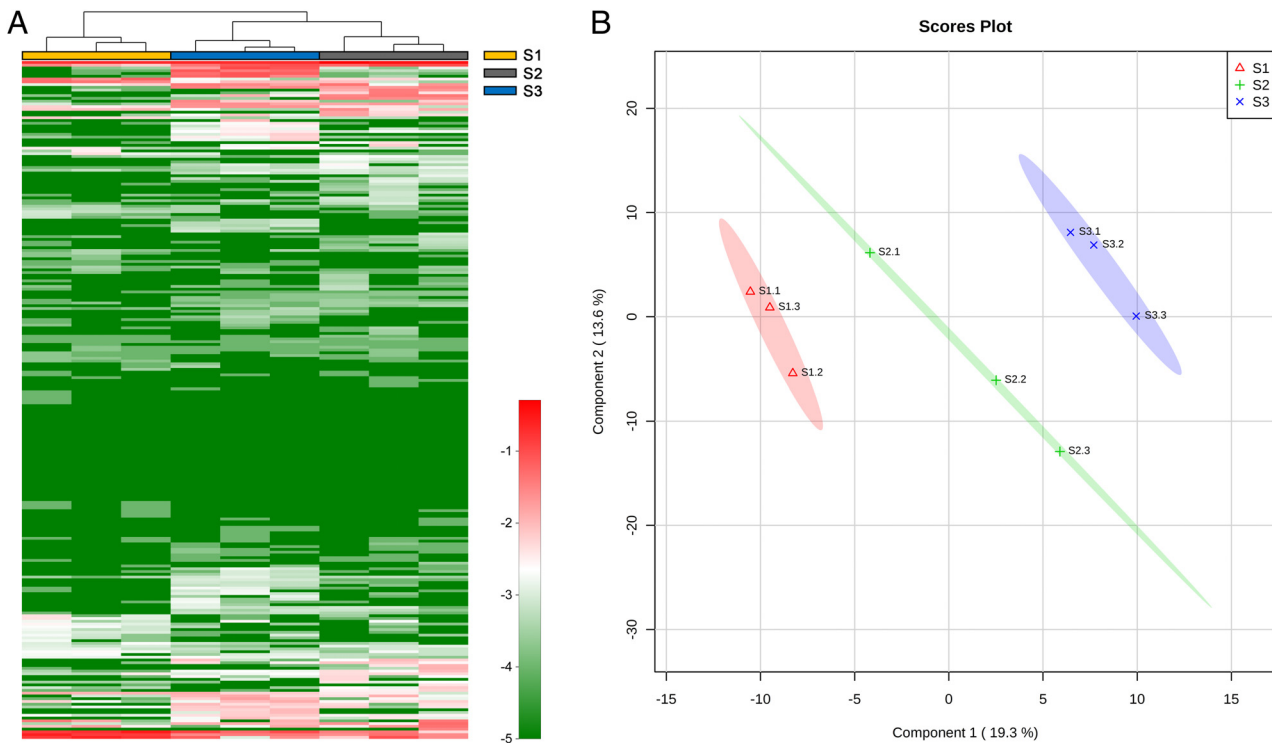 A
S1
S2
S3
-1
-2
-3
-4
-5
B
Scores Plot
S1
S2
S3
Component 2 ( 13.6 %)
20
10
0
-10
-20
-30
S2.1
S3.1
S3.2
S1.1
S1.3
S3.3
S1.2
S2.2
S2.3
-15
-10
-5
0
5
10
15
Component 1 ( 19.3 %)